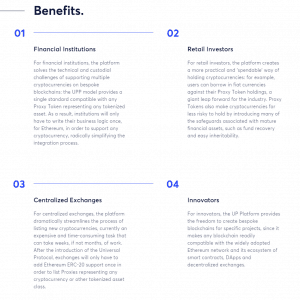 Benefits.
01
Financial Institutions
For financial institutions, the platform
solves the technical and custodial
challenges of supporting multiple
cryptocurrencies on bespoke
blockchains: the UPP model provides a
single standard compatible with any
Proxy Token representing any tokenized
asset. As a result, institutions will only
have to write their business logic once,
for Ethereum, in order to support any
cryptocurrency, radically simplifying the
integration process.
02
Retail Investors
For retail investors, the platform creates
a more practical and 'spendable' way of
holding cryptocurrencies: for example,
users can borrow in fiat currencies
against their Proxy Token holdings, a
giant leap forward for the industry. Proxy
Tokens also make cryptocurrencies for
less risky to hold by introducing many of
the safeguards associated with mature
financial assets, such as fund recovery
and easy inheritability.
03
Centralized Exchanges
For centralized exchanges, the platform
dramatically streamlines the process of
listing new cryptocurrencies, currently an
expensive and time-consuming task that
can take weeks, if not months, of work.
After the introduction of the Universal
Protocol, exchanges will only have to
add Ethereum ERC-20 support once in
order to list Proxies representing any
cryptocurrency or other tokenized asset
class.
04
Innovators
For innovators, the UP Platform provides
the freedom to create bespoke
blockchains for specific projects, since it
makes any blockchain readily
compatible with the widely adopted
Ethereum network and its ecosystem of
smart contracts, DApps and
decentralized exchanges.